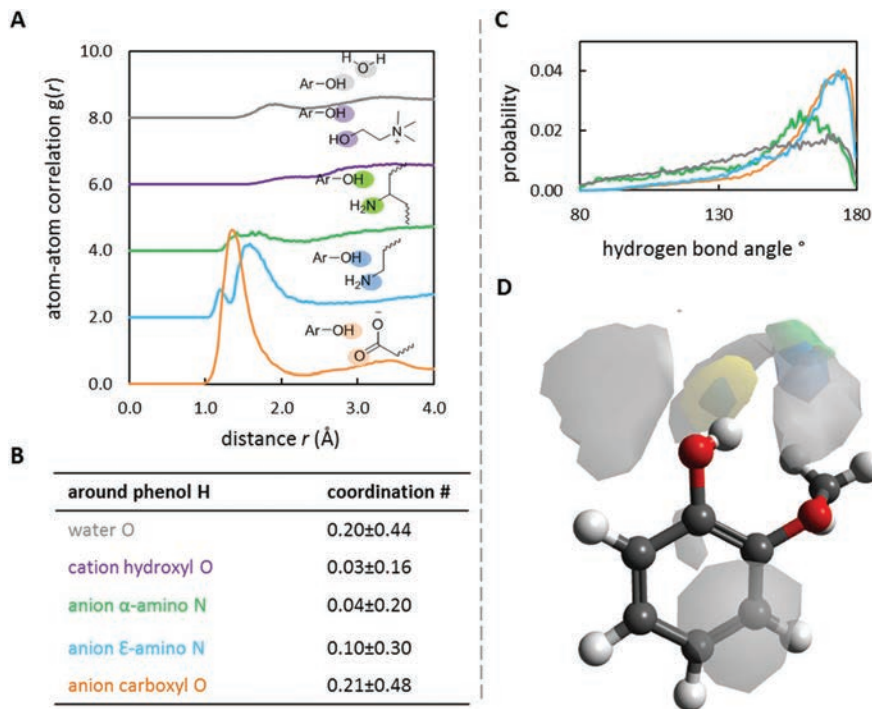 A
atom-atom correlation g(r)
10.0
8.0
6.0
4.0
2.0
0.0
H H
O
Ar—OH
Ar—OH
HO N
+
Ar—OH
H₂N
Ar—OH
H₂N
Ar—OH O −
O
0.0 1.0 2.0 3.0 4.0
distance r (Å)
B
around phenol H coordination #
water O 0.20±0.44
cation hydroxyl O 0.03±0.16
anion α-amino N 0.04±0.20
anion Ɛ-amino N 0.10±0.30
anion carboxyl O 0.21±0.48
C
probability
0.04
0.02
0.00
80 130 180
hydrogen bond angle °
D